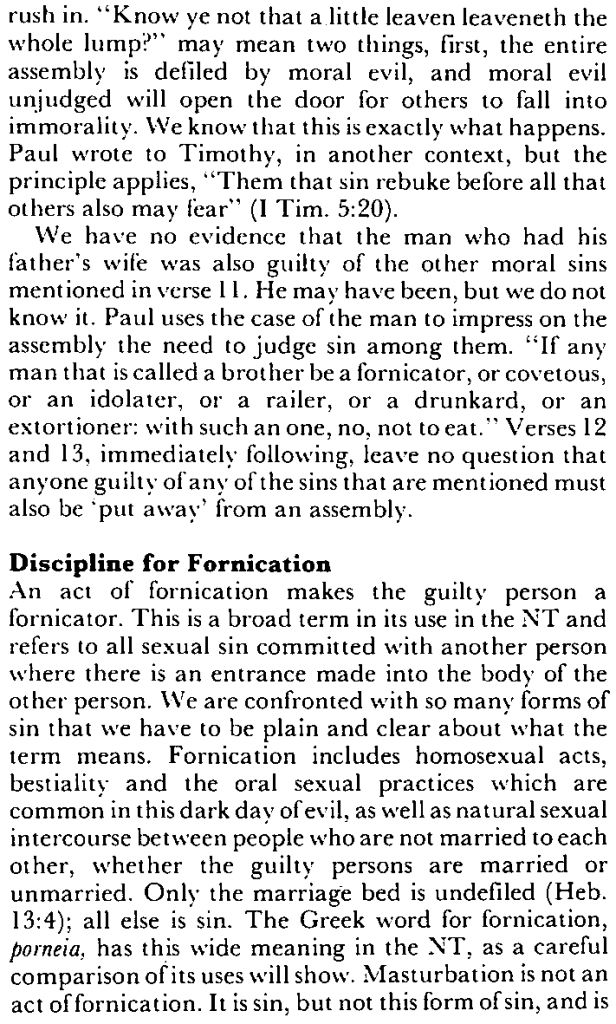 rush in. “Know ye not that a little leaven leaveneth the
whole lump?” may mean two things, first, the entire
assembly is defiled by moral evil, and moral evil
unjudged will open the door for others to fall into
immorality. We know that this is exactly what happens.
Paul wrote to Timothy, in another context, but the
principle applies, “Them that sin rebuke before all that
others also may fear” (I Tim. 5:20).
We have no evidence that the man who had his
father's wife was also guilty of the other moral sins
mentioned in verse 11. He may have been, but we do not
know it. Paul uses the case of the man to impress on the
assembly the need to judge sin among them. “If any
man that is called a brother be a fornicator, or covetous,
or an idolater, or a railer, or a drunkard, or an
extortioner: with such an one, no, not to eat.” Verses 12
and 13, immediately following, leave no question that
anyone guilty of any of the sins that are mentioned must
also be ‘put away’ from an assembly.
Discipline for Fornication
An act of fornication makes the guilty person a
fornicator. This is a broad term in its use in the NT and
refers to all sexual sin committed with another person
where there is an entrance made into the body of the
other person. We are confronted with so many forms of
sin that we have to be plain and clear about what the
term means. Fornication includes homosexual acts,
bestiality and the oral sexual practices which are
common in this dark day of evil, as well as natural sexual
intercourse between people who are not married to each
other, whether the guilty persons are married or
unmarried. Only the marriage bed is undefiled (Heb.
13:4); all else is sin. The Greek word for fornication,
porneia, has this wide meaning in the NT, as a careful
comparison of its uses will show. Masturbation is not an
act of fornication. It is sin, but not this form of sin, and is